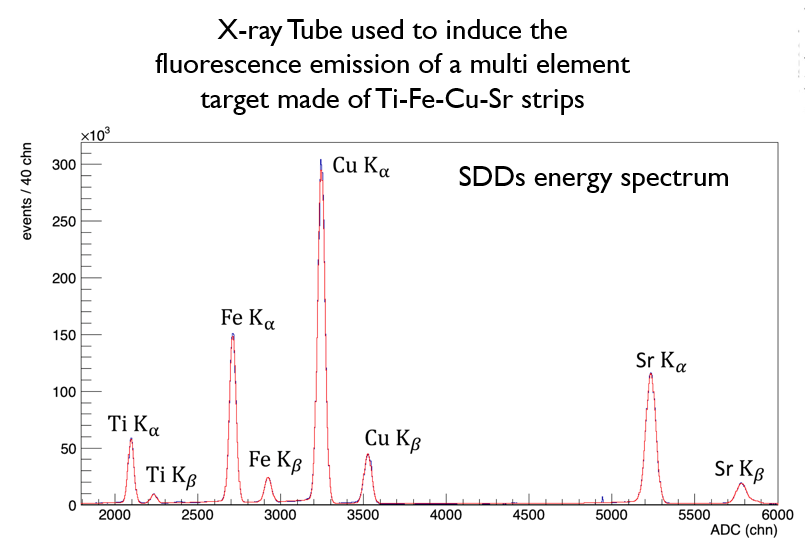 X-ray Tube used to induce the
fluorescence emission of a multi element
target made of Ti-Fe-Cu-Sr strips
×10³
events / 40 chn
300
250
200
150
100
50
0
SDDs energy spectrum
Ti Kα
Ti Kβ
Fe Kα
Fe Kβ
Cu Kα
Cu Kβ
Sr Kα
Sr Kβ
2000 2500 3000 3500 4000 4500 5000 5500 6000
ADC (chn)